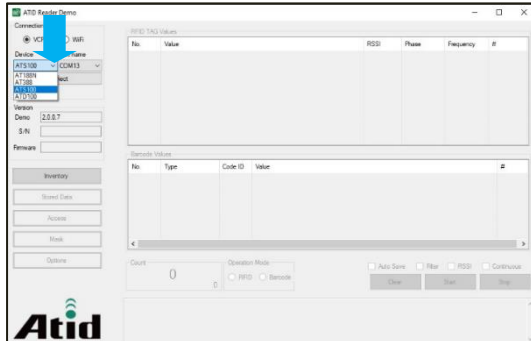 ATID Reader Demo
Connection
VCP WiFi
Device name
ATS100 COM13
AT188N
AT388
ATS100
ATD100
Version
Demo 2.0.8.7
S/N
Firmware
Inventory
Stored Data
Access
Mask
Options
Atid
RFID TAG Values
No. Value RSSI Phase Frequency #
Barcode Values
No. Type Code ID Value #
Count
0
0
Operation Mode
RFID Barcode
Auto Save Filter RSSI Continuous
Clear Start Stop